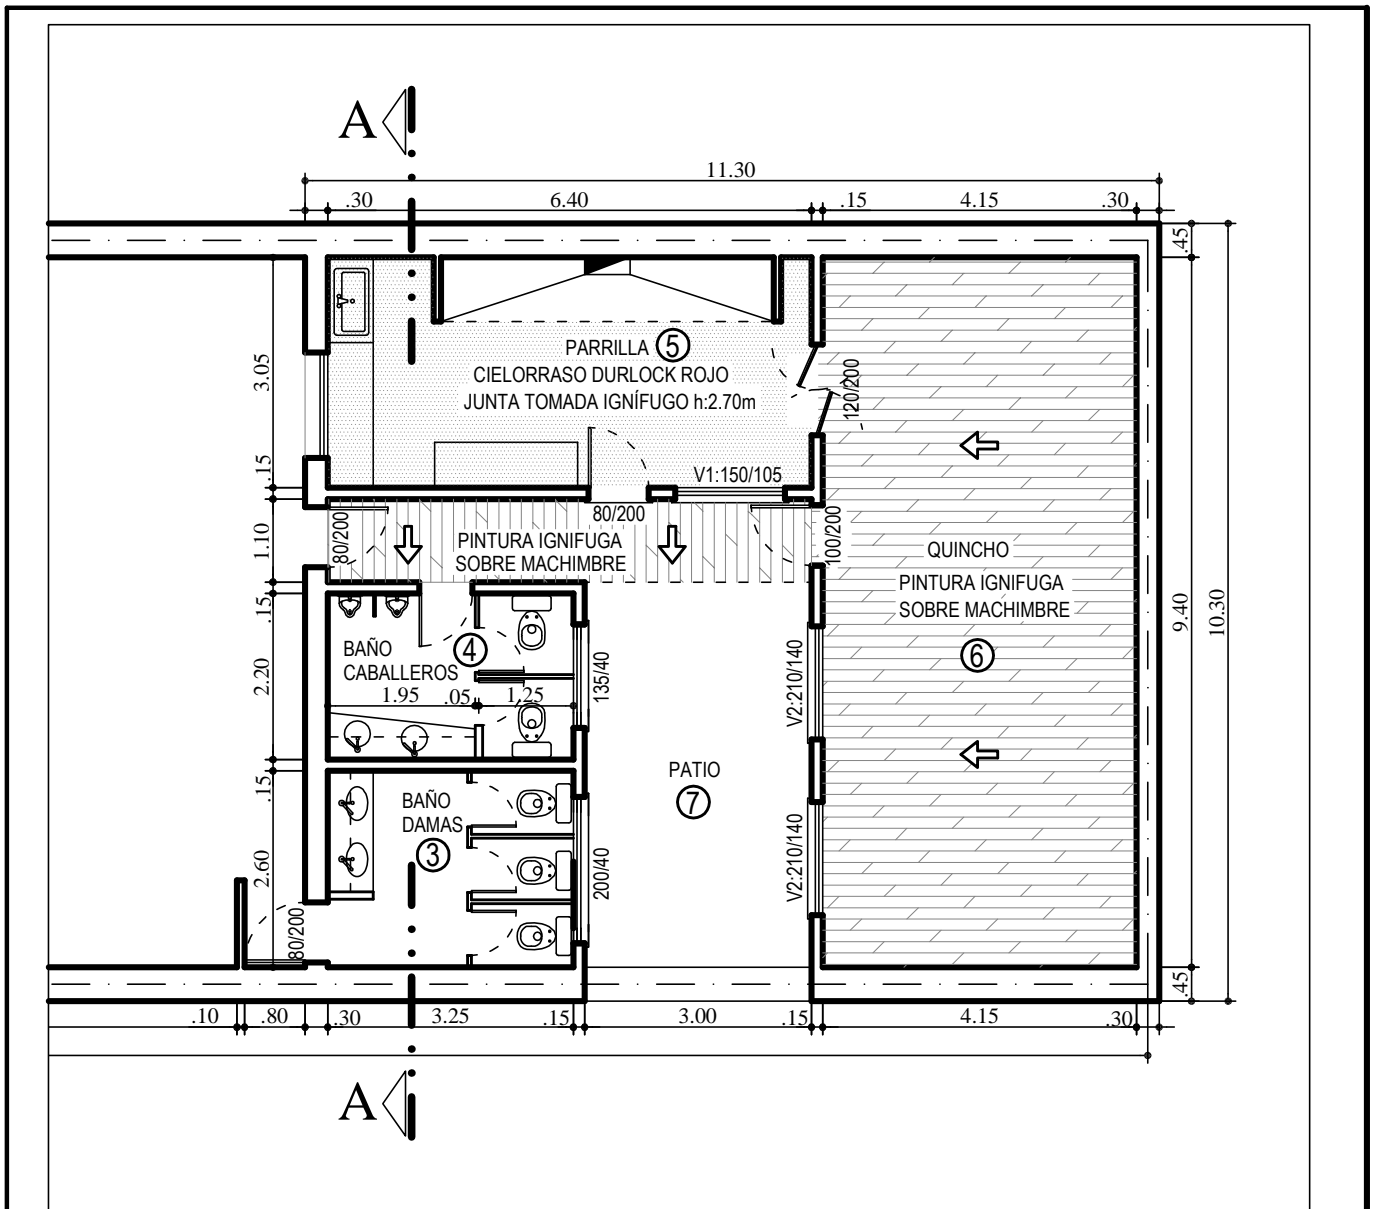 A
11.30
.30
6.40
.15
4.15
.30
.45
3.05
PARRILLA 5
CIELORRASO DURLOCK ROJO
JUNTA TOMADA IGNÍFUGO h:2.70m
120/200
.15
V1:150/105
80/200
80/200
100/200
1.10
PINTURA IGNIFUGA
SOBRE MACHIMBRE
QUINCHO
PINTURA IGNIFUGA
SOBRE MACHIMBRE
6
9.40
10.30
.15
BAÑO
CABALLEROS
4
2.20
1.95
.05
1.25
135/40
V2:210/140
.15
BAÑO
DAMAS
3
PATIO
7
2.60
200/40
V2:210/140
80/200
.45
.10
.80
.30
3.25
.15
3.00
.15
4.15
.30
A